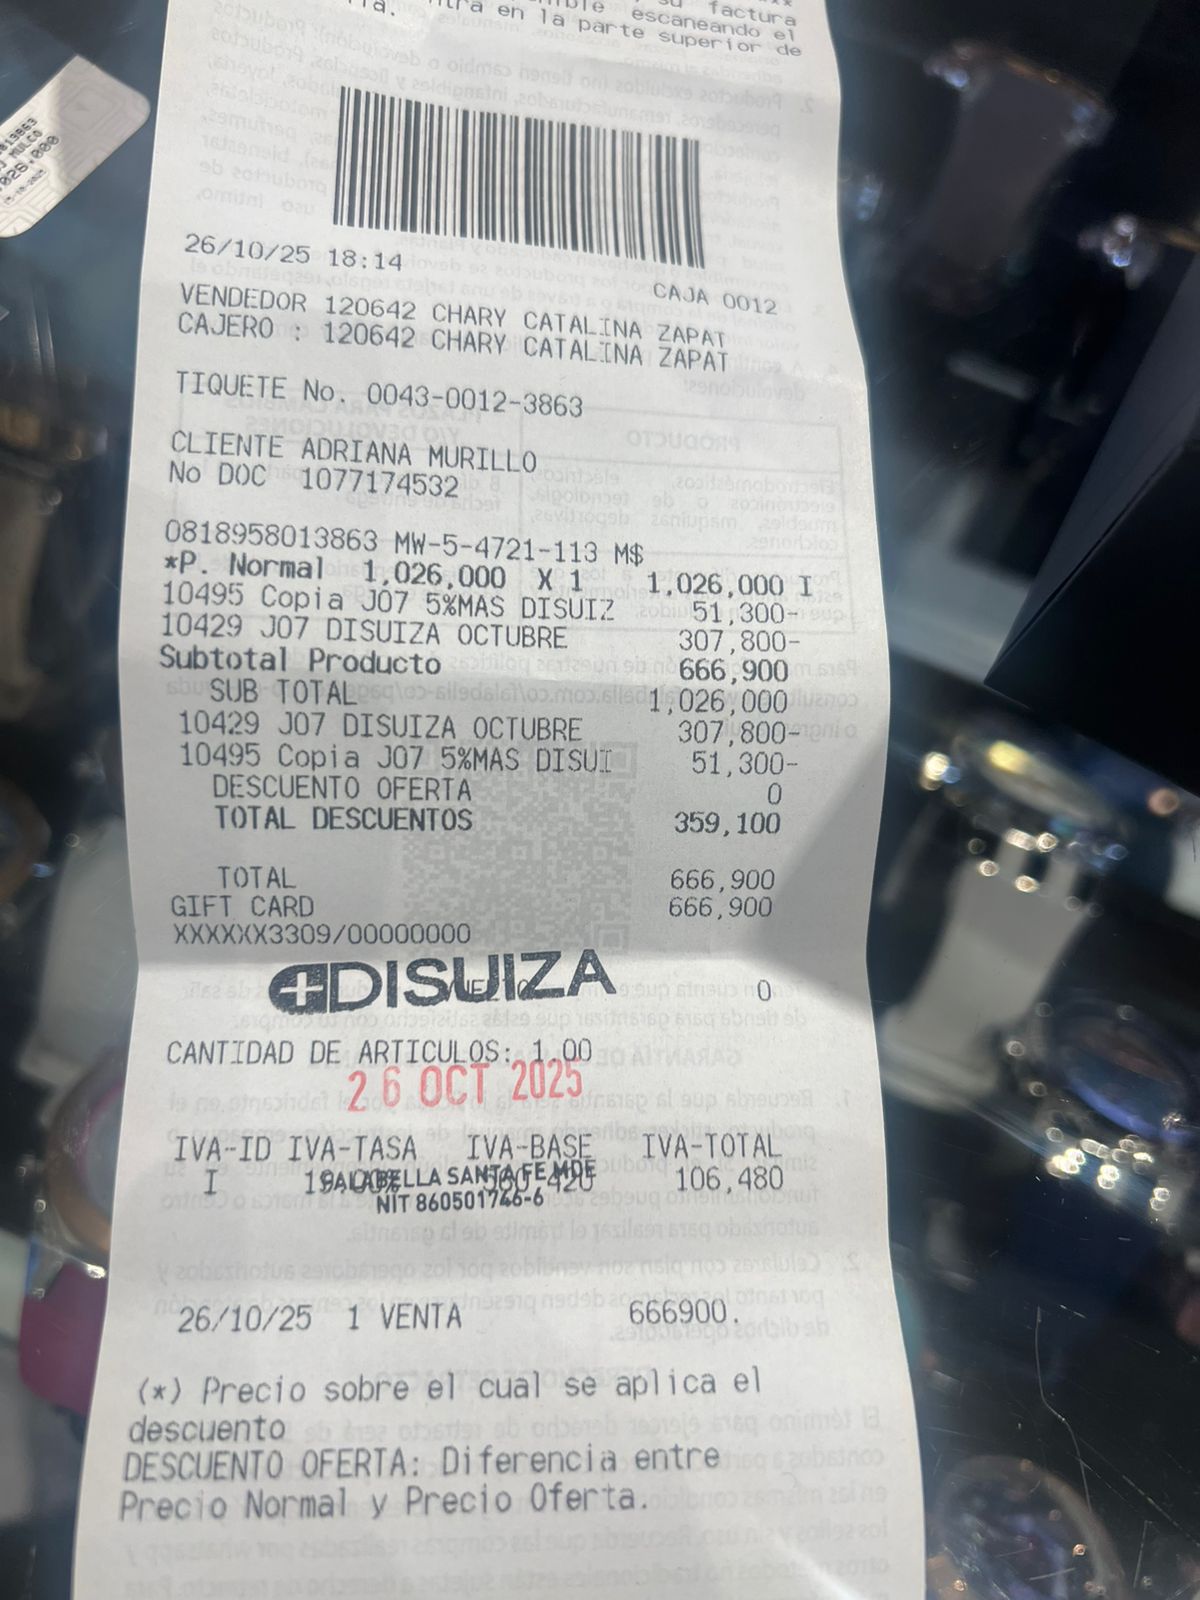 su factura
escaneando el
en la parte superior de
26/10/25 18:14
CAJA 0012
VENDEDOR 120642 CHARY CATALINA ZAPAT
CAJERO : 120642 CHARY CATALINA ZAPAT
TIQUETE No. 0043-0012-3863
CLIENTE ADRIANA MURILLO
No DOC 1077174532
0818958013863 MW-5-4721-113 M$
*P. Normal 1,026,000 X 1 1,026,000 I
10495 Copia J07 5%MAS DISUIZ 51,300-
10429 J07 DISUIZA OCTUBRE 307,800-
Subtotal Producto 666,900
SUB TOTAL 1,026,000
10429 J07 DISUIZA OCTUBRE 307,800-
10495 Copia J07 5%MAS DISUI 51,300-
DESCUENTO OFERTA 0
TOTAL DESCUENTOS 359,100
TOTAL 666,900
GIFT CARD 666,900
XXXXXX3309/00000000
DISUIZA
0
CANTIDAD DE ARTICULOS: 1.00
26 OCT 2025
IVA-ID IVA-TASA IVA-BASE IVA-TOTAL
I 106,480
FALABELLA SANTA FE MDE
NIT 860501746-6
26/10/25 1 VENTA 666900.
(*) Precio sobre el cual se aplica el
descuento
DESCUENTO OFERTA: Diferencia entre
Precio Normal y Precio Oferta.